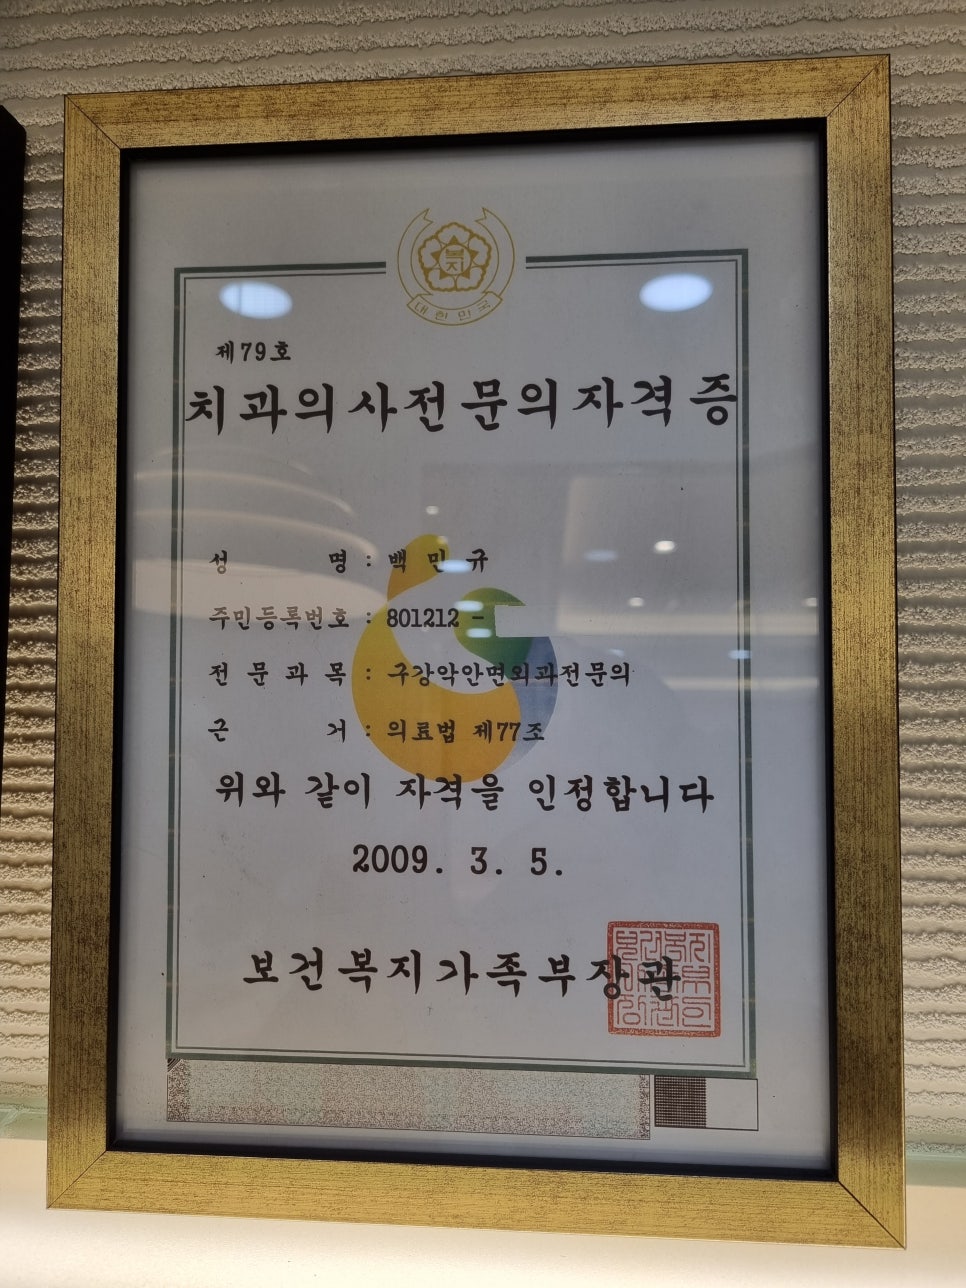 복지
대한민국
제79호
치과의사전문의자격증
성 명 : 백 민 규
주민등록번호 : 801212 -
전 문 과 목 : 구강악안면외과전문의
근 거 : 의료법 제77조
위와 같이 자격을 인정합니다
2009. 3. 5.
보건복지가족부장관